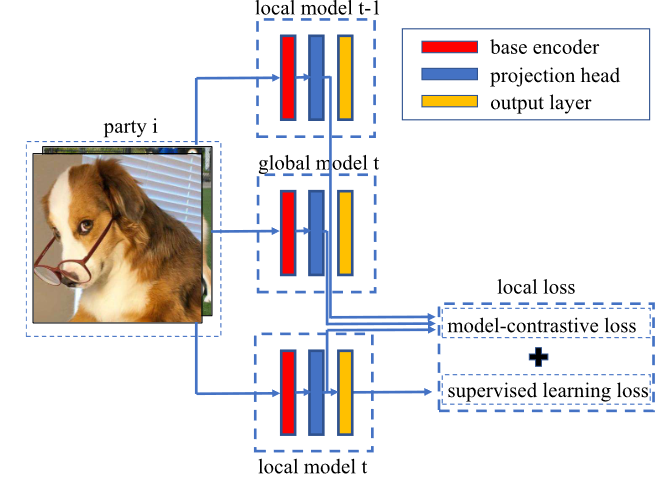 local model t-1
base encoder
projection head
output layer
party i
global model t
local loss
model-contrastive loss
supervised learning loss
local model t